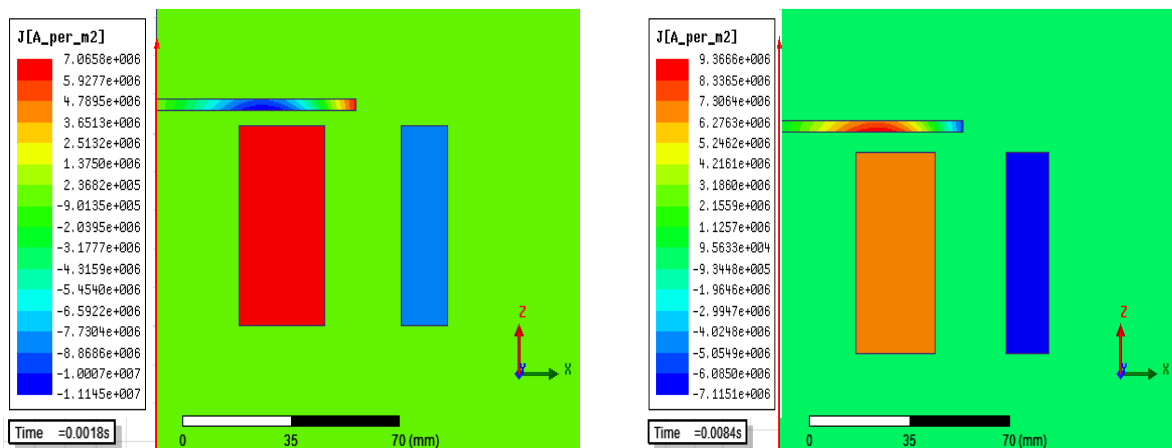 J[A_per_m2]
7.0658e+006
5.9277e+006
4.7895e+006
3.6513e+006
2.5132e+006
1.3750e+006
2.3682e+005
-9.0135e+005
-2.0395e+006
-3.1777e+006
-4.3159e+006
-5.4540e+006
-6.5922e+006
-7.7304e+006
-8.8686e+006
-1.0007e+007
-1.1145e+007
Time =0.0018s
Z
Y
X
0 35 70 (mm)
J[A_per_m2]
9.3666e+006
8.3365e+006
7.3064e+006
6.2763e+006
5.2462e+006
4.2161e+006
3.1860e+006
2.1559e+006
1.1257e+006
9.5633e+004
-9.3448e+005
-1.9646e+006
-2.9947e+006
-4.0248e+006
-5.0549e+006
-6.0850e+006
-7.1151e+006
Time =0.0084s
Z
Y
X
0 35 70 (mm)